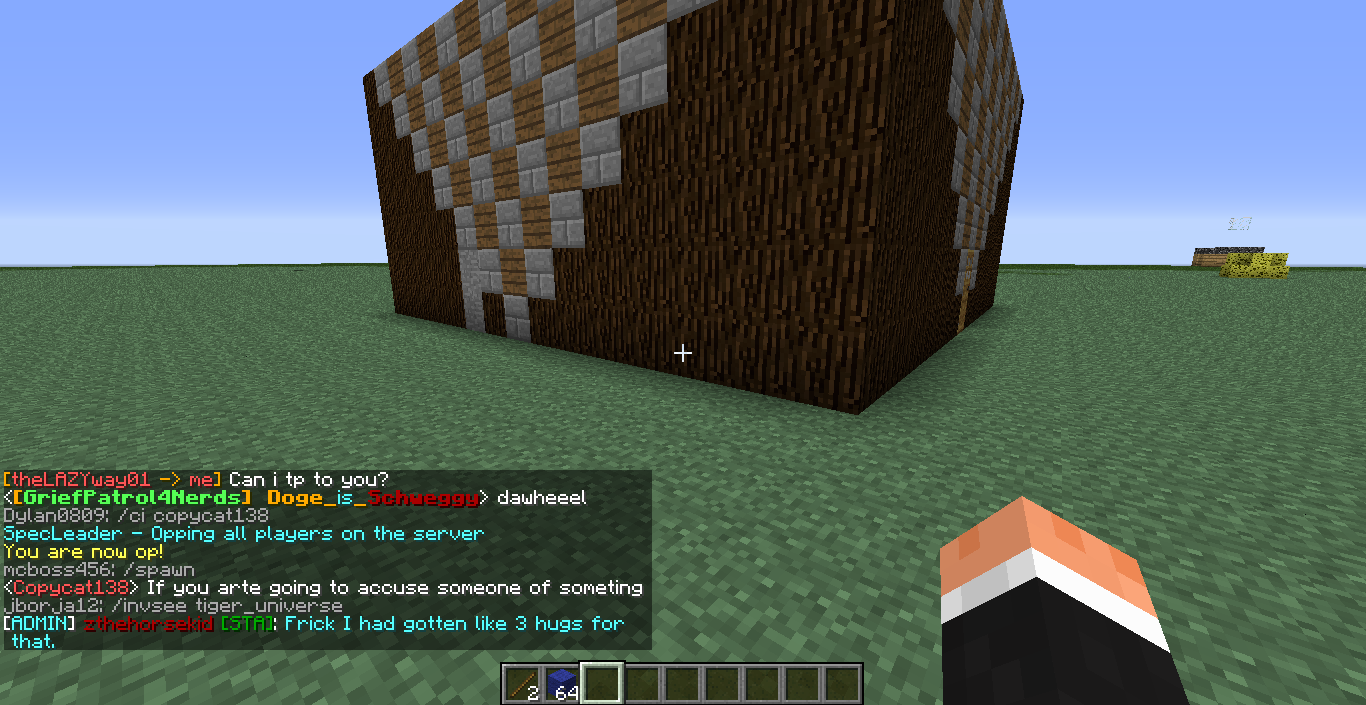 [theLAZYway01 -> me] Can i tp to you?
<[GriefPatrol4Nerds] Doge_is_Schweggy> dawheeel
Dylan0809: /ci copycat138
SpecLeader - Opping all players on the server
You are now op!
mcboss456: /spawn
<Copycat138> If you arte going to accuse someone of someting
jborja12: /invsee tiger_universe
[ADMIN] zthehorsekid [STA]: Frick I had gotten like 3 hugs for
that.
2 64